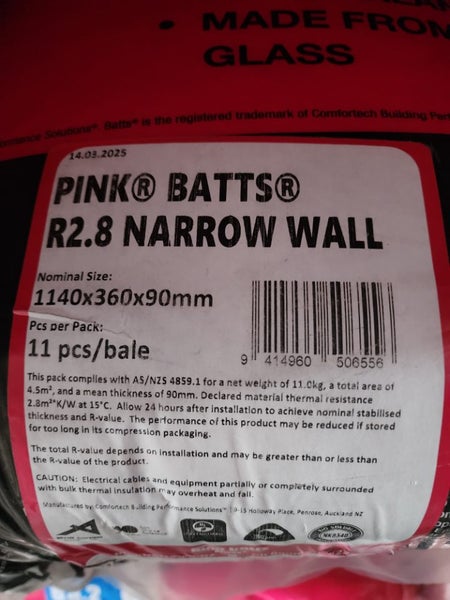 • MADE FROM
GLASS
Solutions®. Batts® is the registered trademark of Comfortech Building
14.03.2025
PINK® BATTS®
R2.8 NARROW WALL
Nominal Size:
1140x360x90mm
Pcs per Pack:
11 pcs/bale
9 414960 506556
This pack complies with AS/NZS 4859.1 for a net weight of 11.0kg, a total area of
4.5m², and a mean thickness of 90mm. Declared material thermal resistance
2.8m²°K/W at 15°C. Allow 24 hours after installation to achieve nominal stabilised
thickness and R-value. The performance of this product may be reduced if stored
for too long in its compression packaging.
The total R-value depends on installation and may be greater than or less than
the R-value of the product.
CAUTION: Electrical cables and equipment partially or completely surrounded
with bulk thermal insulation may overheat and fail.
Manufactured by: Comfortech Building Performance Solutions™ 19-15 Holloway Place, Penrose, Auckland NZ